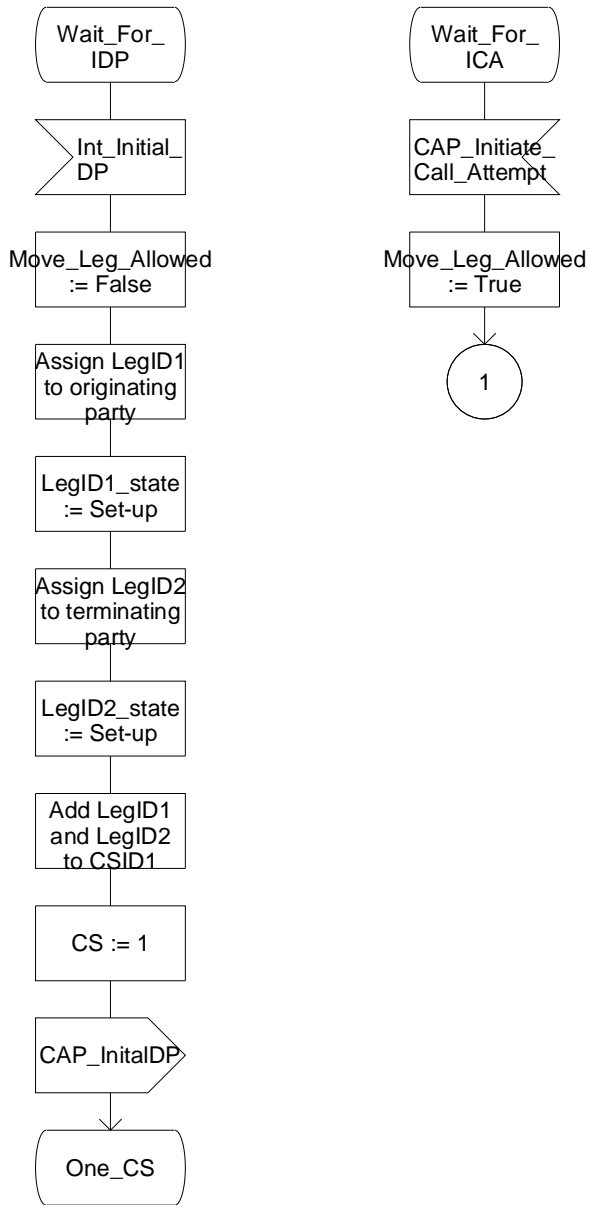 Wait_For_
IDP
Int_Initial_
DP
Move_Leg_Allowed
:= False
Assign LegID1
to originating
party
LegID1_state
:= Set-up
Assign LegID2
to terminating
party
LegID2_state
:= Set-up
Add LegID1
and LegID2
to CSID1
CS := 1
CAP_InitalDP
One_CS
Wait_For_
ICA
CAP_Initiate_
Call_Attempt
Move_Leg_Allowed
:= True
1